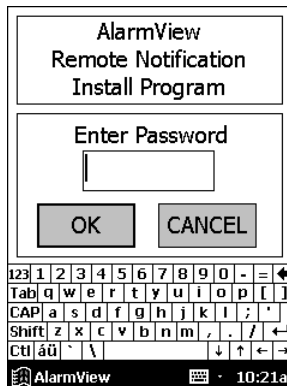 AlarmView
Remote Notification
Install Program
Enter Password
OK CANCEL
123 1 2 3 4 5 6 7 8 9 0 - =
Tab q w e r t y u i o p [ ]
CAP a s d f g h j k l ; '
Shift z x c v b n m , . / ↵
Ctl áü ` \ ↓ ↑ ← →
AlarmView 10:21a